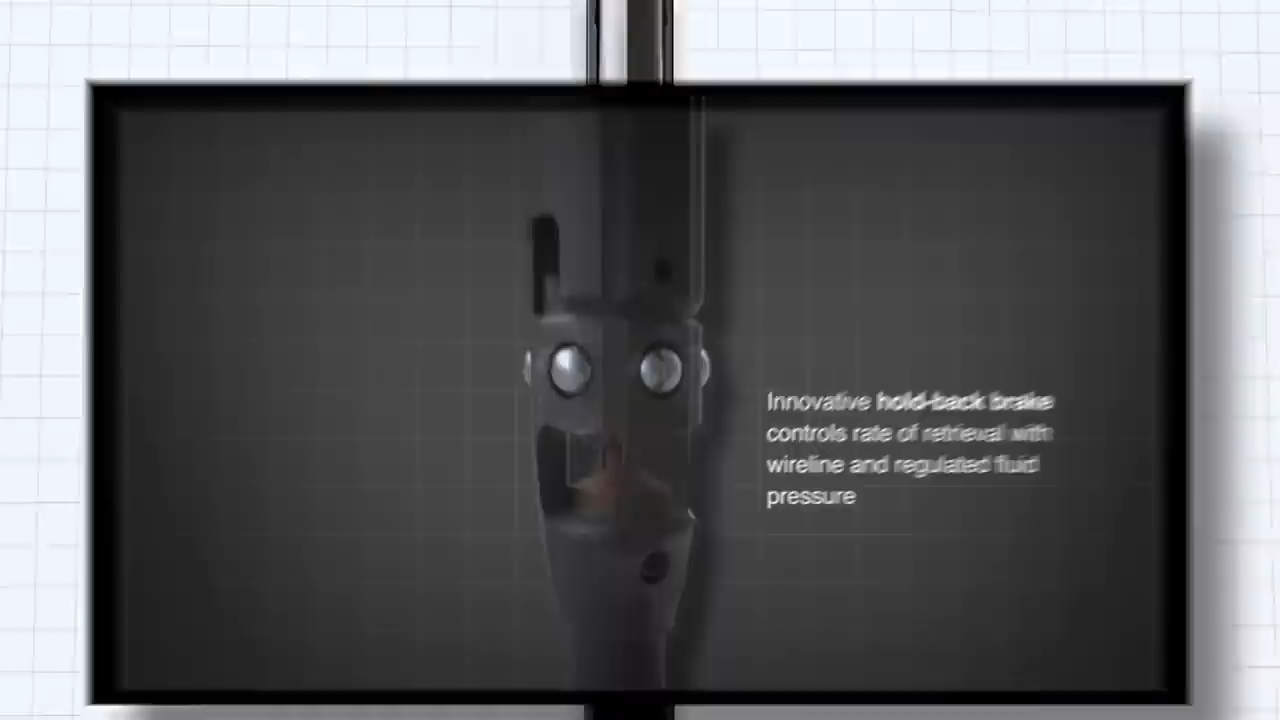 Innovative hold-back brake
controls rate of retrieval with
wireline and regulated fluid
pressure